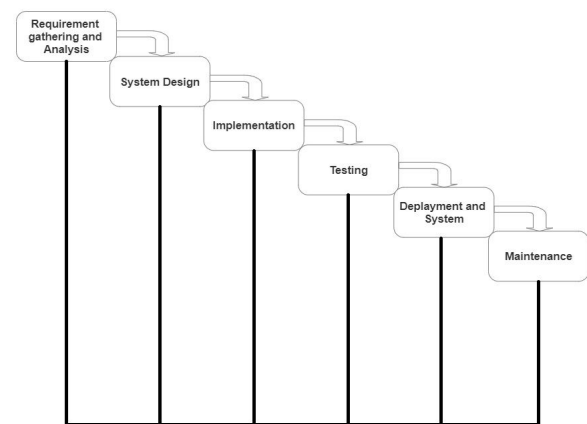 Requirement
gathering and
Analysis
System Design
Implementation
Testing
Deplayment and
System
Maintenance